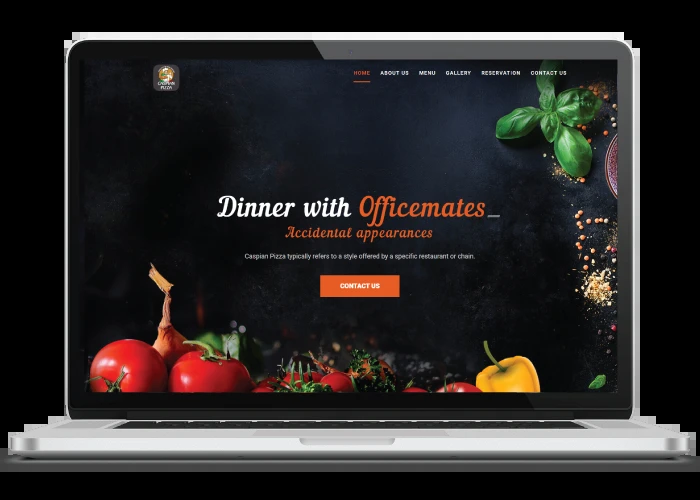 CASPIAN
PIZZA
HOME ABOUT US MENU GALLERY RESERVATION CONTACT US
Dinner with Officemates_
Accidental appearances
Caspian Pizza typically refers to a style offered by a specific restaurant or chain.
CONTACT US